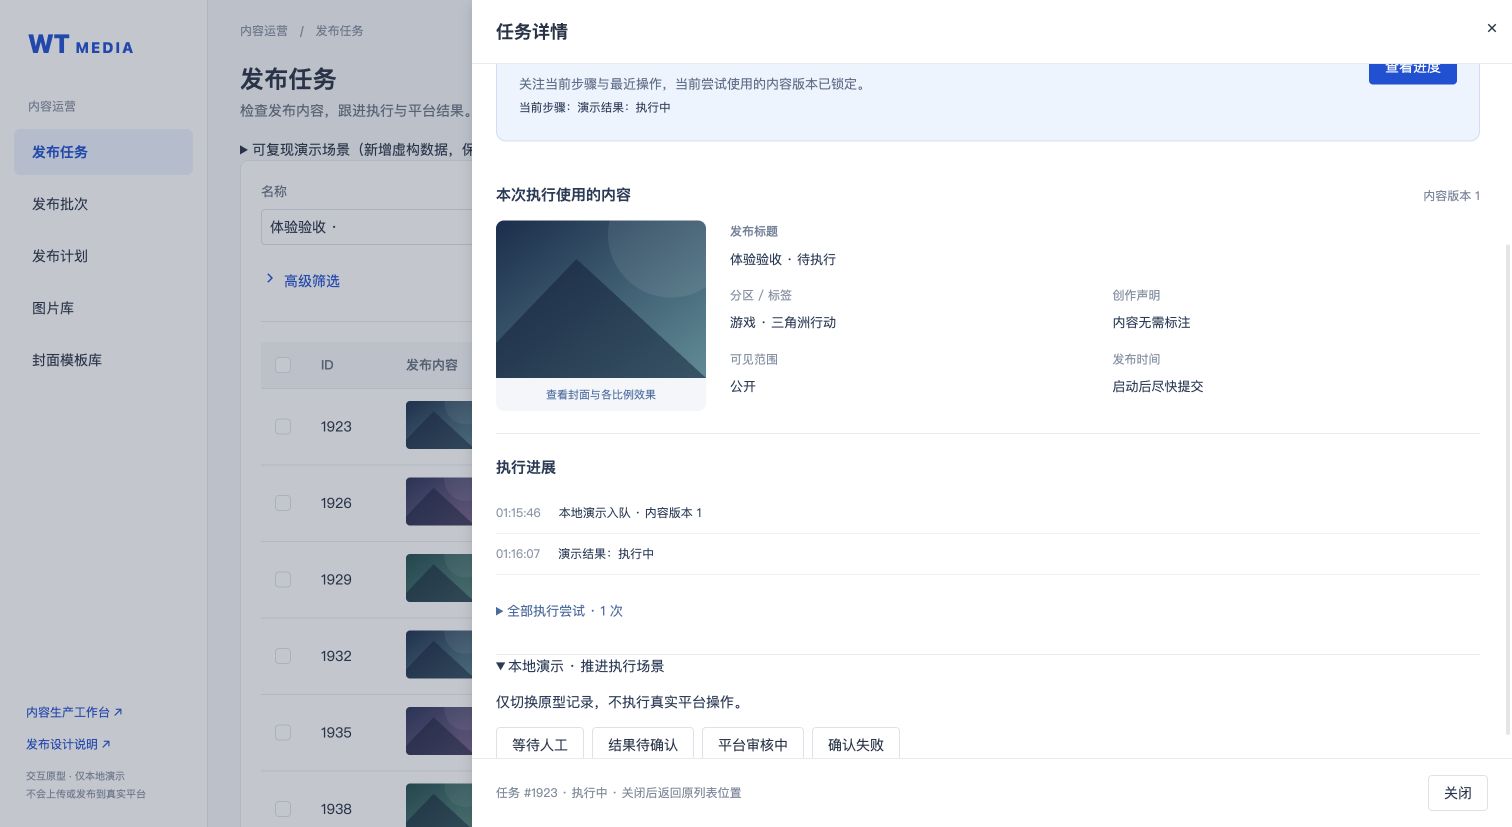 WT MEDIA
内容运营
发布任务
发布批次
发布计划
图片库
封面模板库
内容生产工作台 ↗
发布设计说明 ↗
交互原型 · 仅本地演示
不会上传或发布到真实平台
内容运营 / 发布任务
发布任务
检查发布内容，跟进执行与平台结果。
▶ 可复现演示场景（新增虚构数据，保
名称
体验验收 ·
高级筛选
ID 发布内容
1923
1926
1929
1932
1935
1938
任务详情 ×
查看进度
关注当前步骤与最近操作，当前尝试使用的内容版本已锁定。
当前步骤：演示结果：执行中
本次执行使用的内容 内容版本 1
查看封面与各比例效果
发布标题
体验验收 · 待执行
分区 / 标签 创作声明
游戏 · 三角洲行动 内容无需标注
可见范围 发布时间
公开 启动后尽快提交
执行进展
01:15:46 本地演示入队 · 内容版本 1
01:16:07 演示结果：执行中
▶ 全部执行尝试 · 1 次
▼ 本地演示 · 推进执行场景
仅切换原型记录，不执行真实平台操作。
等待人工 结果待确认 平台审核中 确认失败
任务 #1923 · 执行中 · 关闭后返回原列表位置 关闭